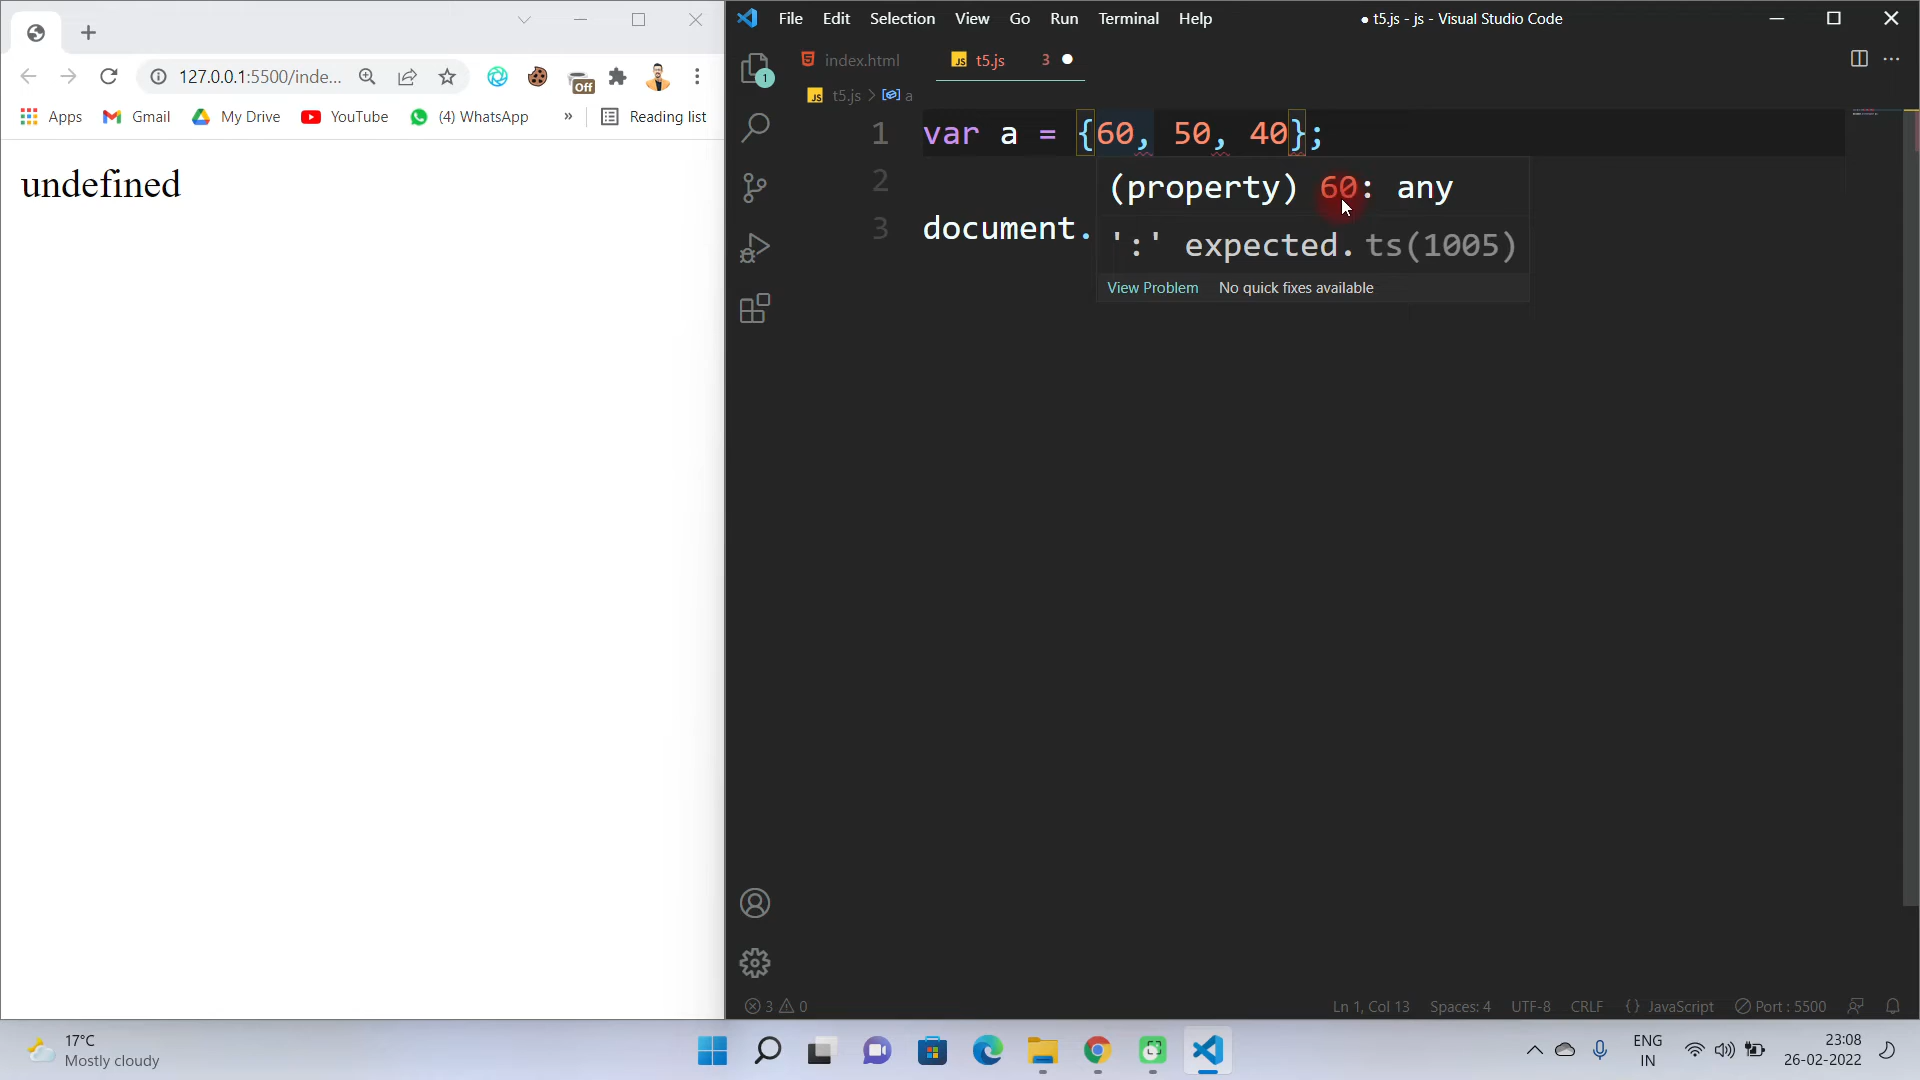 127.0.0.1:5500/inde...
Off
Apps
Gmail
My Drive
YouTube
(4) WhatsApp
»
Reading list
undefined
File Edit Selection View Go Run Terminal Help
● t5.js - js - Visual Studio Code
1
index.html
JS t5.js 3 ●
JS t5.js > a
1 var a = {60, 50, 40};
2
3 document.
(property) 60: any
':' expected. ts(1005)
View Problem No quick fixes available
3 0
Ln 1, Col 13
Spaces: 4
UTF-8
CRLF
{ } JavaScript
Port : 5500
17°C
Mostly cloudy
ENG
IN
23:08
26-02-2022